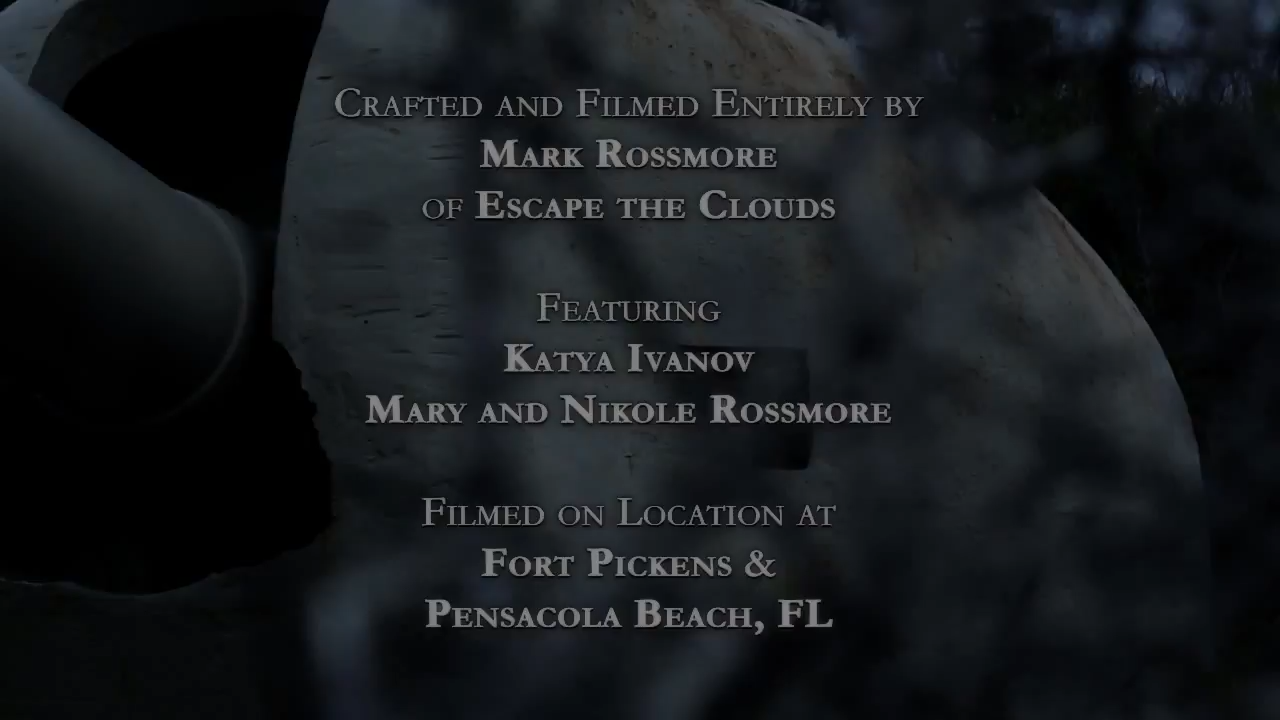 Crafted and Filmed Entirely by
Mark Rossmore
of Escape the Clouds
Featuring
Katya Ivanov
Mary and Nikole Rossmore
Filmed on Location at
Fort Pickens &
Pensacola Beach, FL